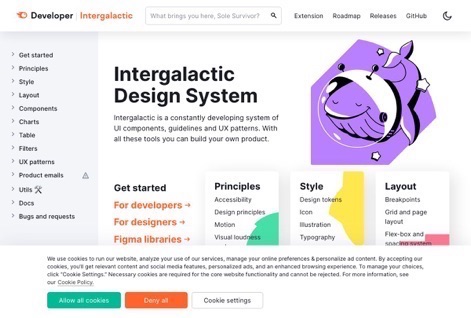 Developer | Intergalactic
What brings you here, Sole Survivor?
Extension
Roadmap
Releases
GitHub
Get started
Principles
Style
Layout
Components
Charts
Table
Filters
UX patterns
Product emails
Utils 🛠
Docs
Bugs and requests
Intergalactic
Design System
Intergalactic is a constantly developing system of
UI components, guidelines and UX patterns. With
all these tools you can build your own product.
Get started
For developers →
For designers →
Figma libraries →
Principles
Accessibility
Design principles
Motion
Visual loudness
Style
Design tokens
Icon
Illustration
Typography
Layout
Breakpoints
Grid and page
layout
Flex-box and
spacing system
We use cookies to run our website, analyze your use of our services, manage your online preferences & personalize ad content. By accepting our
cookies, you'll get relevant content and social media features, personalized ads, and an enhanced browsing experience. To manage your choices,
click "Cookie Settings." Necessary cookies are required for the core website functionality and cannot be rejected. For more information, see
our Cookie Policy.
Allow all cookies
Deny all
Cookie settings